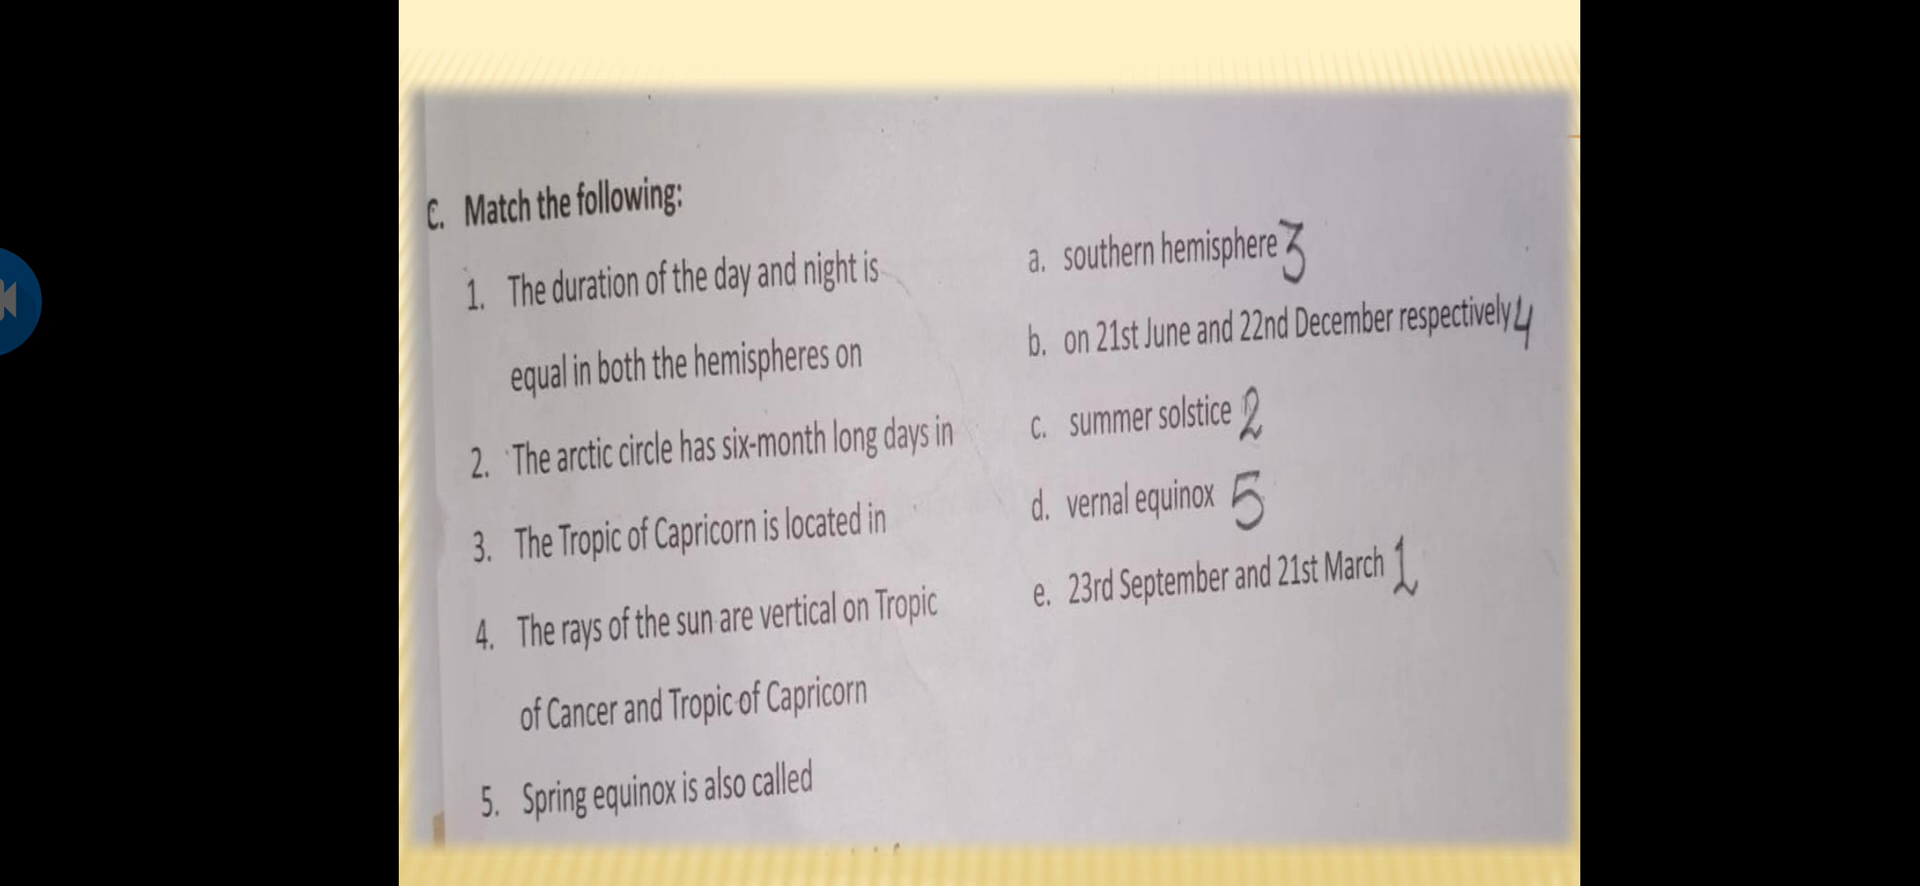 C. Match the following:
1. The duration of the day and night is
equal in both the hemispheres on
2. The arctic circle has six-month long days in
3. The Tropic of Capricorn is located in
4. The rays of the sun are vertical on Tropic
of Cancer and Tropic of Capricorn
5. Spring equinox is also called
a. southern hemisphere 3
b. on 21st June and 22nd December respectively 4
c. summer solstice 2
d. vernal equinox 5
e. 23rd September and 21st March 1